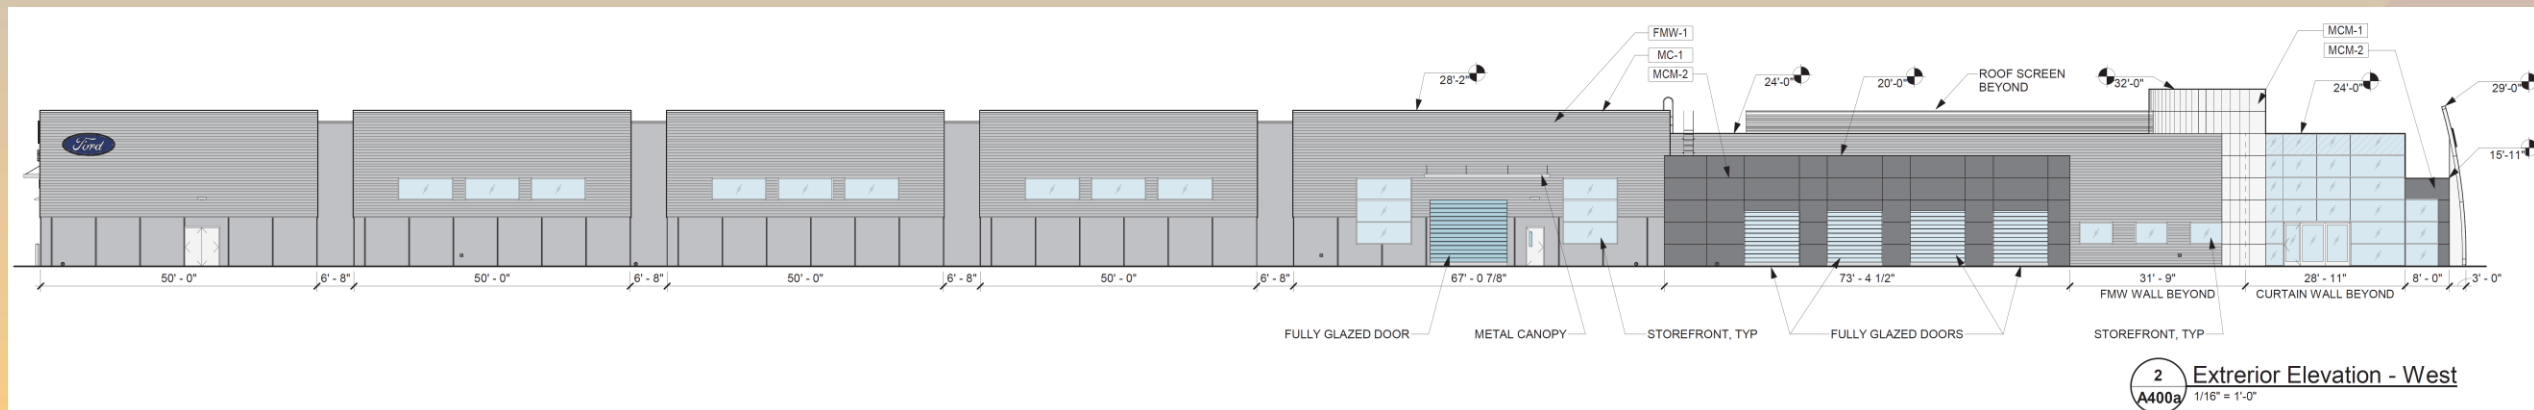 FMW-1
MC-1
MCM-2
28'-2"
24'-0"
20'-0"
ROOF SCREEN
BEYOND
32'-0"
MCM-1
MCM-2
24'-0"
29'-0"
15'-11"
Ford
50' - 0"
6' - 8"
50' - 0"
6' - 8"
50' - 0"
6' - 8"
50' - 0"
6' - 8"
67' - 0 7/8"
73' - 4 1/2"
31' - 9"
28' - 11"
8' - 0"
3' - 0"
FMW WALL BEYOND
CURTAIN WALL BEYOND
FULLY GLAZED DOOR
METAL CANOPY
STOREFRONT, TYP
FULLY GLAZED DOORS
STOREFRONT, TYP
2
A400a
Extrerior Elevation - West
1/16" = 1'-0"